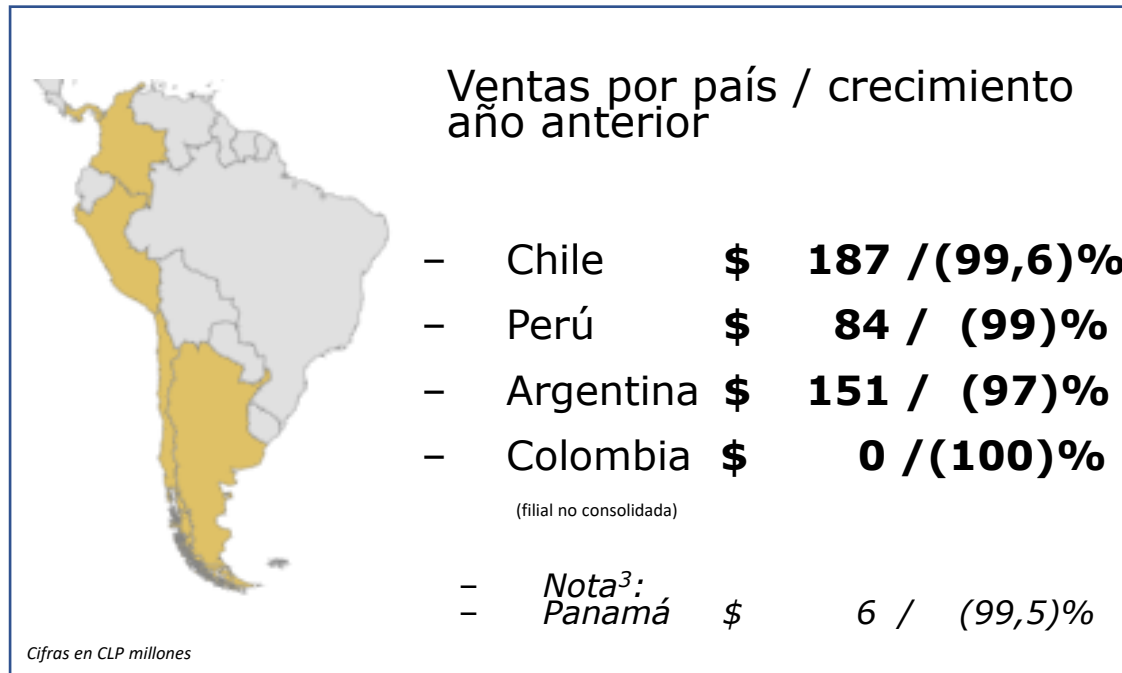 Ventas por país / crecimiento
año anterior
– Chile $ 187 /(99,6)%
– Perú $ 84 / (99)%
– Argentina $ 151 / (97)%
– Colombia $ 0 /(100)%
(filial no consolidada)
– Nota³:
– Panamá $ 6 / (99,5)%
Cifras en CLP millones